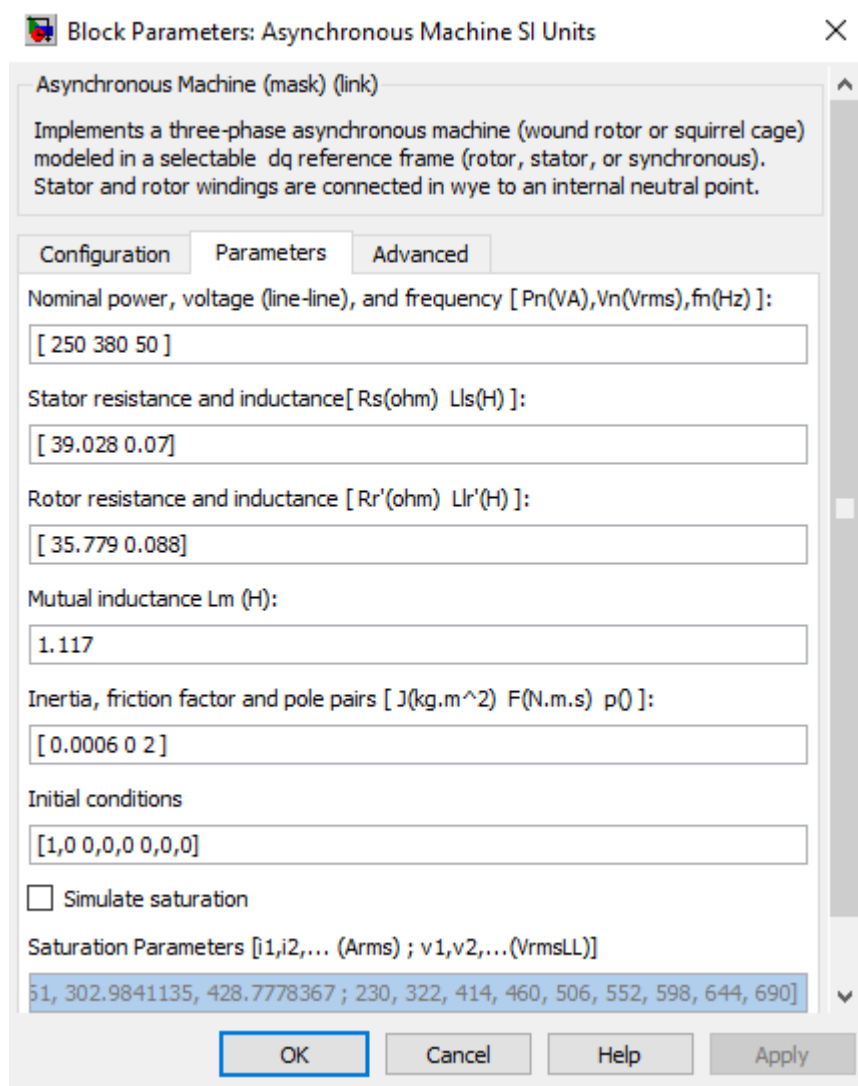 Block Parameters: Asynchronous Machine SI Units
Asynchronous Machine (mask) (link)
Implements a three-phase asynchronous machine (wound rotor or squirrel cage)
modeled in a selectable dq reference frame (rotor, stator, or synchronous).
Stator and rotor windings are connected in wye to an internal neutral point.
Configuration Parameters Advanced
Nominal power, voltage (line-line), and frequency [ Pn(VA),Vn(Vrms),fn(Hz) ]:
[ 250 380 50 ]
Stator resistance and inductance[ Rs(ohm) Lls(H) ]:
[ 39.028 0.07]
Rotor resistance and inductance [ Rr'(ohm) Llr'(H) ]:
[ 35.779 0.088]
Mutual inductance Lm (H):
1.117
Inertia, friction factor and pole pairs [ J(kg.m^2) F(N.m.s) p() ]:
[ 0.0006 0 2 ]
Initial conditions
[1,0 0,0,0 0,0,0]
Simulate saturation
Saturation Parameters [i1,i2,... (Arms) ; v1,v2,...(VrmsLL)]
51, 302.9841135, 428.7778367 ; 230, 322, 414, 460, 506, 552, 598, 644, 690]
OK Cancel Help Apply